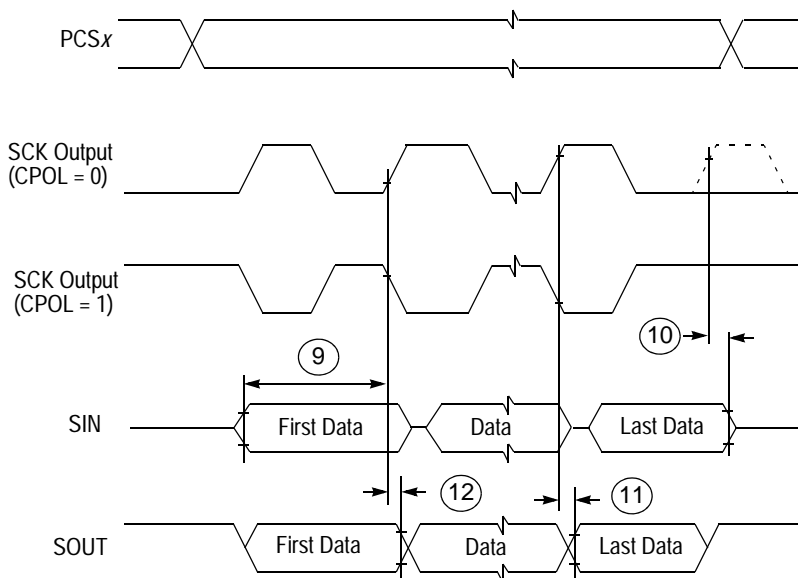 PCSx
SCK Output
(CPOL = 0)
SCK Output
(CPOL = 1)
9
10
SIN
First Data
Data
Last Data
12
11
SOUT
First Data
Data
Last Data